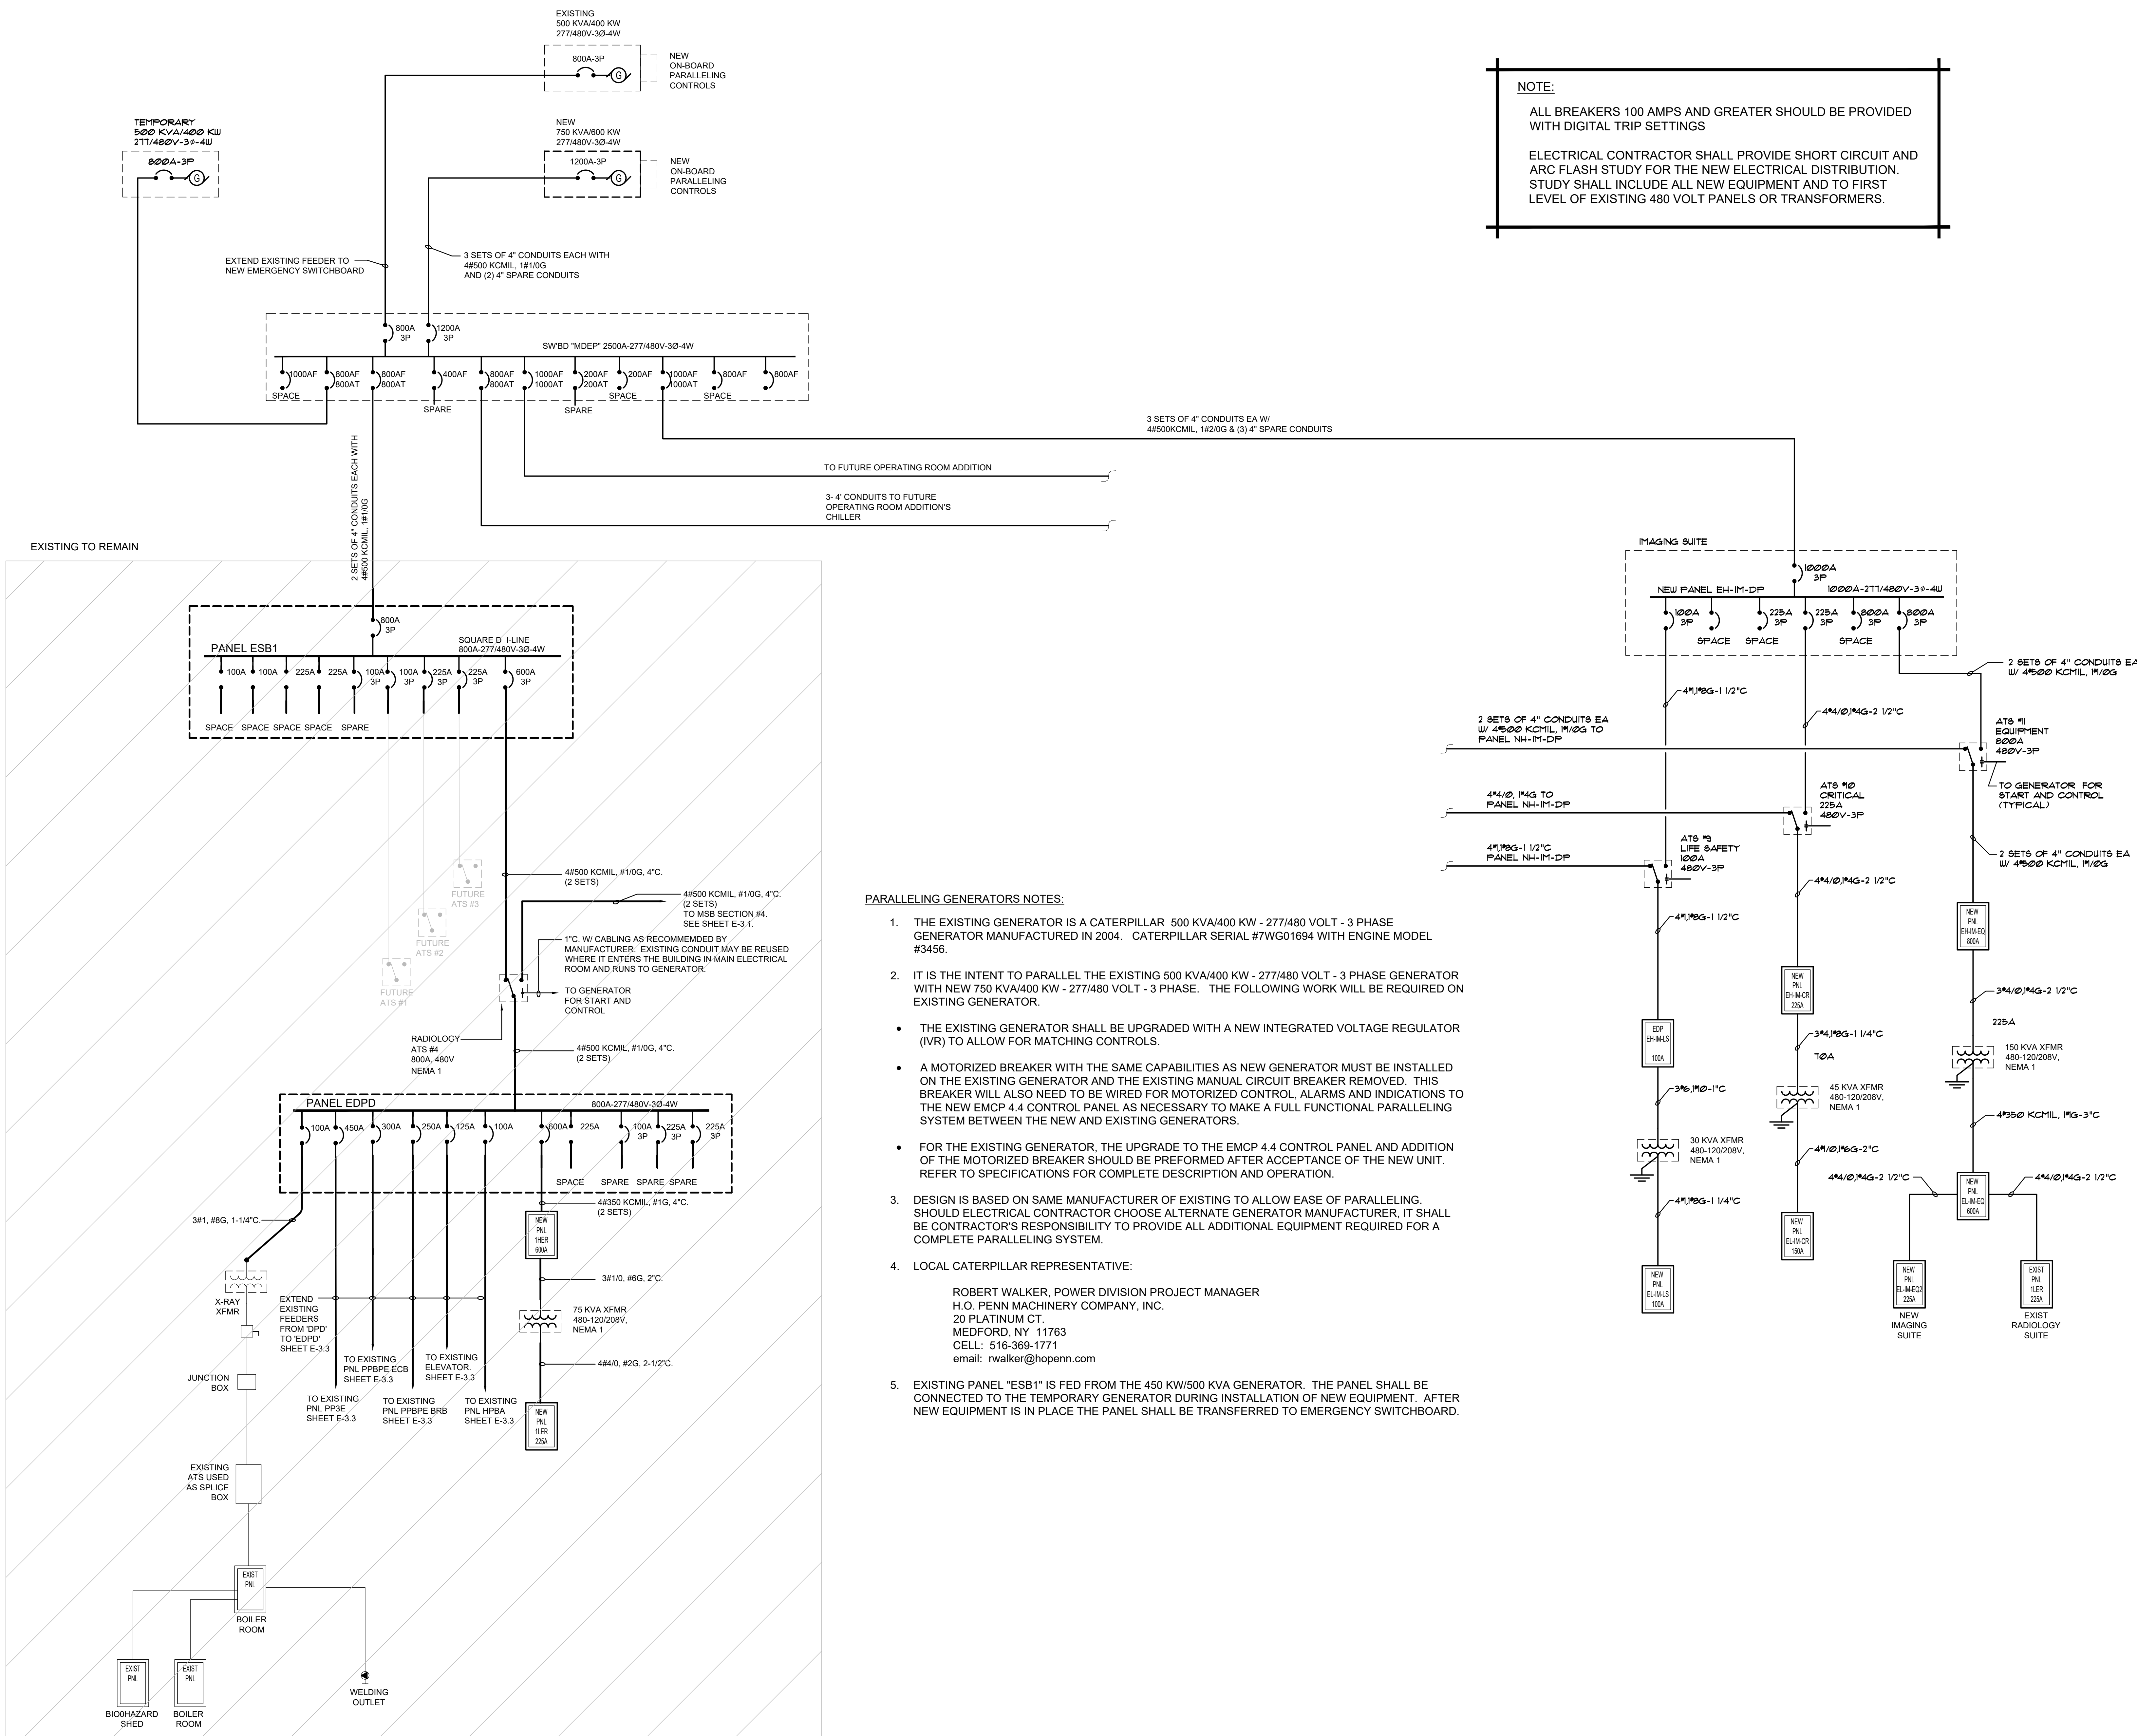 EXISTING
500 KVA/400 KW
277/480V-3Ø-4W
800A-3P
G
NEW
ON-BOARD
PARALLELING
CONTROLS
NEW
750 KVA/600 KW
277/480V-3Ø-4W
1200A-3P
G
NEW
ON-BOARD
PARALLELING
CONTROLS
TEMPORARY
500 KVA/400 KW
277/480V-3Ø-4W
800A-3P
G
NOTE:
ALL BREAKERS 100 AMPS AND GREATER SHOULD BE PROVIDED
WITH DIGITAL TRIP SETTINGS
ELECTRICAL CONTRACTOR SHALL PROVIDE SHORT CIRCUIT AND
ARC FLASH STUDY FOR THE NEW ELECTRICAL DISTRIBUTION.
STUDY SHALL INCLUDE ALL NEW EQUIPMENT AND TO FIRST
LEVEL OF EXISTING 480 VOLT PANELS OR TRANSFORMERS.
EXTEND EXISTING FEEDER TO
NEW EMERGENCY SWITCHBOARD
3 SETS OF 4" CONDUITS EACH WITH
4#500 KCMIL, 1#1/0G
AND (2) 4" SPARE CONDUITS
800A
3P
1200A
3P
SW'BD "MDEP" 2500A-277/480V-3Ø-4W
1000AF
SPACE
800AF
800AT
800AF
800AT
400AF
SPARE
800AF
800AT
1000AF
1000AT
200AF
200AT
SPARE
200AF
SPACE
1000AF
1000AT
800AF
SPACE
800AF
3 SETS OF 4" CONDUITS EA W/
4#500KCMIL, 1#2/0G & (3) 4" SPARE CONDUITS
TO FUTURE OPERATING ROOM ADDITION
3- 4' CONDUITS TO FUTURE
OPERATING ROOM ADDITION'S
CHILLER
2 SETS OF 4" CONDUITS EACH WITH
4#500 KCMIL, 1#1/0G
EXISTING TO REMAIN
800A
3P
PANEL ESB1
SQUARE D I-LINE
800A-277/480V-3Ø-4W
100A
100A
225A
225A
100A
3P
100A
3P
225A
3P
225A
3P
600A
3P
SPACE
SPACE
SPACE
SPACE
SPARE
FUTURE
ATS #3
FUTURE
ATS #2
FUTURE
ATS #1
4#500 KCMIL, #1/0G, 4"C.
(2 SETS)
4#500 KCMIL, #1/0G, 4"C.
(2 SETS)
TO MSB SECTION #4.
SEE SHEET E-3.1.
1"C. W/ CABLING AS RECOMMEMDED BY
MANUFACTURER. EXISTING CONDUIT MAY BE REUSED
WHERE IT ENTERS THE BUILDING IN MAIN ELECTRICAL
ROOM AND RUNS TO GENERATOR.
TO GENERATOR
FOR START AND
CONTROL
RADIOLOGY
ATS #4
800A, 480V
NEMA 1
4#500 KCMIL, #1/0G, 4"C.
(2 SETS)
PANEL EDPD
800A-277/480V-3Ø-4W
100A
450A
300A
250A
125A
100A
600A
225A
100A
3P
225A
3P
225A
3P
SPACE
SPARE
SPARE
SPARE
3#1, #8G, 1-1/4"C.
X-RAY
XFMR
EXTEND
EXISTING
FEEDERS
FROM 'DPD'
TO 'EDPD'
SHEET E-3.3
TO EXISTING
PNL PP3E
SHEET E-3.3
TO EXISTING
PNL PPBPE ECB
SHEET E-3.3
TO EXISTING
PNL PPBPE BRB
SHEET E-3.3
TO EXISTING
ELEVATOR.
SHEET E-3.3
TO EXISTING
PNL HPBA
SHEET E-3.3
4#350 KCMIL, #1G, 4"C.
(2 SETS)
NEW
PNL
1HER
600A
3#1/0, #6G, 2"C.
75 KVA XFMR
480-120/208V,
NEMA 1
4#4/0, #2G, 2-1/2"C.
NEW
PNL
1LER
225A
JUNCTION
BOX
EXISTING
ATS USED
AS SPLICE
BOX
EXIST
PNL
BOILER
ROOM
EXIST
PNL
BIO0HAZARD
SHED
EXIST
PNL
BOILER
ROOM
WELDING
OUTLET
PARALLELING GENERATORS NOTES:
1. THE EXISTING GENERATOR IS A CATERPILLAR 500 KVA/400 KW - 277/480 VOLT - 3 PHASE
GENERATOR MANUFACTURED IN 2004. CATERPILLAR SERIAL #7WG01694 WITH ENGINE MODEL
#3456.
2. IT IS THE INTENT TO PARALLEL THE EXISTING 500 KVA/400 KW - 277/480 VOLT - 3 PHASE GENERATOR
WITH NEW 750 KVA/400 KW - 277/480 VOLT - 3 PHASE. THE FOLLOWING WORK WILL BE REQUIRED ON
EXISTING GENERATOR.
• THE EXISTING GENERATOR SHALL BE UPGRADED WITH A NEW INTEGRATED VOLTAGE REGULATOR
(IVR) TO ALLOW FOR MATCHING CONTROLS.
• A MOTORIZED BREAKER WITH THE SAME CAPABILITIES AS NEW GENERATOR MUST BE INSTALLED
ON THE EXISTING GENERATOR AND THE EXISTING MANUAL CIRCUIT BREAKER REMOVED. THIS
BREAKER WILL ALSO NEED TO BE WIRED FOR MOTORIZED CONTROL, ALARMS AND INDICATIONS TO
THE NEW EMCP 4.4 CONTROL PANEL AS NECESSARY TO MAKE A FULL FUNCTIONAL PARALLELING
SYSTEM BETWEEN THE NEW AND EXISTING GENERATORS.
• FOR THE EXISTING GENERATOR, THE UPGRADE TO THE EMCP 4.4 CONTROL PANEL AND ADDITION
OF THE MOTORIZED BREAKER SHOULD BE PREFORMED AFTER ACCEPTANCE OF THE NEW UNIT.
REFER TO SPECIFICATIONS FOR COMPLETE DESCRIPTION AND OPERATION.
3. DESIGN IS BASED ON SAME MANUFACTURER OF EXISTING TO ALLOW EASE OF PARALLELING.
SHOULD ELECTRICAL CONTRACTOR CHOOSE ALTERNATE GENERATOR MANUFACTURER, IT SHALL
BE CONTRACTOR'S RESPONSIBILITY TO PROVIDE ALL ADDITIONAL EQUIPMENT REQUIRED FOR A
COMPLETE PARALLELING SYSTEM.
4. LOCAL CATERPILLAR REPRESENTATIVE:
ROBERT WALKER, POWER DIVISION PROJECT MANAGER
H.O. PENN MACHINERY COMPANY, INC.
20 PLATINUM CT.
MEDFORD, NY 11763
CELL: 516-369-1771
email: rwalker@hopenn.com
5. EXISTING PANEL "ESB1" IS FED FROM THE 450 KW/500 KVA GENERATOR. THE PANEL SHALL BE
CONNECTED TO THE TEMPORARY GENERATOR DURING INSTALLATION OF NEW EQUIPMENT. AFTER
NEW EQUIPMENT IS IN PLACE THE PANEL SHALL BE TRANSFERRED TO EMERGENCY SWITCHBOARD.
IMAGING SUITE
1000A
3P
NEW PANEL EH-IM-DP
1000A-277/480V-3Ø-4W
100A
3P
SPACE
225A
3P
SPACE
225A
3P
800A
3P
SPACE
800A
3P
2 SETS OF 4" CONDUITS EA
W/ 4#500 KCMIL, 1#1/0G
4#1,1#8G-1 1/2"C
4#4/0,1#4G-2 1/2"C
2 SETS OF 4" CONDUITS EA
W/ 4#500 KCMIL, 1#1/0G TO
PANEL NH-IM-DP
ATS #11
EQUIPMENT
800A
480V-3P
TO GENERATOR FOR
START AND CONTROL
(TYPICAL)
4#4/0, 1#4G TO
PANEL NH-IM-DP
ATS #10
CRITICAL
225A
480V-3P
4#1,1#8G-1 1/2"C
PANEL NH-IM-DP
ATS #9
LIFE SAFETY
100A
480V-3P
2 SETS OF 4" CONDUITS EA
W/ 4#500 KCMIL, 1#1/0G
4#4/0,1#4G-2 1/2"C
4#1,1#8G-1 1/2"C
NEW
PNL
EH-IM-EQ
800A
NEW
PNL
EH-IM-CR
225A
3#4/0,1#4G-2 1/2"C
225A
EDP
EH-IM-LS
100A
3#4,1#8G-1 1/4"C
70A
150 KVA XFMR
480-120/208V,
NEMA 1
3#6,1#10-1"C
45 KVA XFMR
480-120/208V,
NEMA 1
4#350 KCMIL, 1#1G-3"C
30 KVA XFMR
480-120/208V,
NEMA 1
4#1/0,1#6G-2"C
4#4/0,1#4G-2 1/2"C
4#4/0,1#4G-2 1/2"C
NEW
PNL
EL-IM-EQ
600A
4#1,1#8G-1 1/4"C
NEW
PNL
EL-IM-CR
150A
NEW
PNL
EL-IM-LS
100A
NEW
PNL
EL-IM-EQ2
225A
NEW
IMAGING
SUITE
EXIST
PNL
1LER
225A
EXIST
RADIOLOGY
SUITE